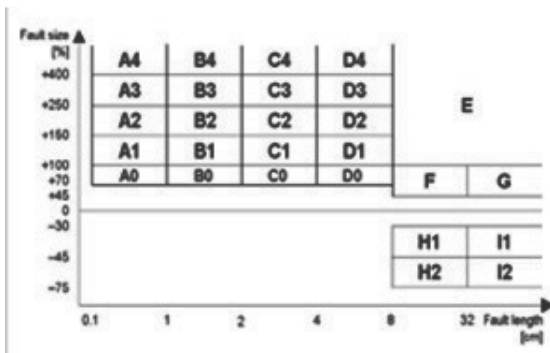 Fault size
[%]
A4 B4 C4 D4
+400
A3 B3 C3 D3 E
+250
A2 B2 C2 D2
+150
A1 B1 C1 D1
+100
A0 B0 C0 D0 F G
+70
+45
0
-30
H1 I1
-45
H2 I2
-75
0.1 1 2 4 8 32 Fault length
[cm]